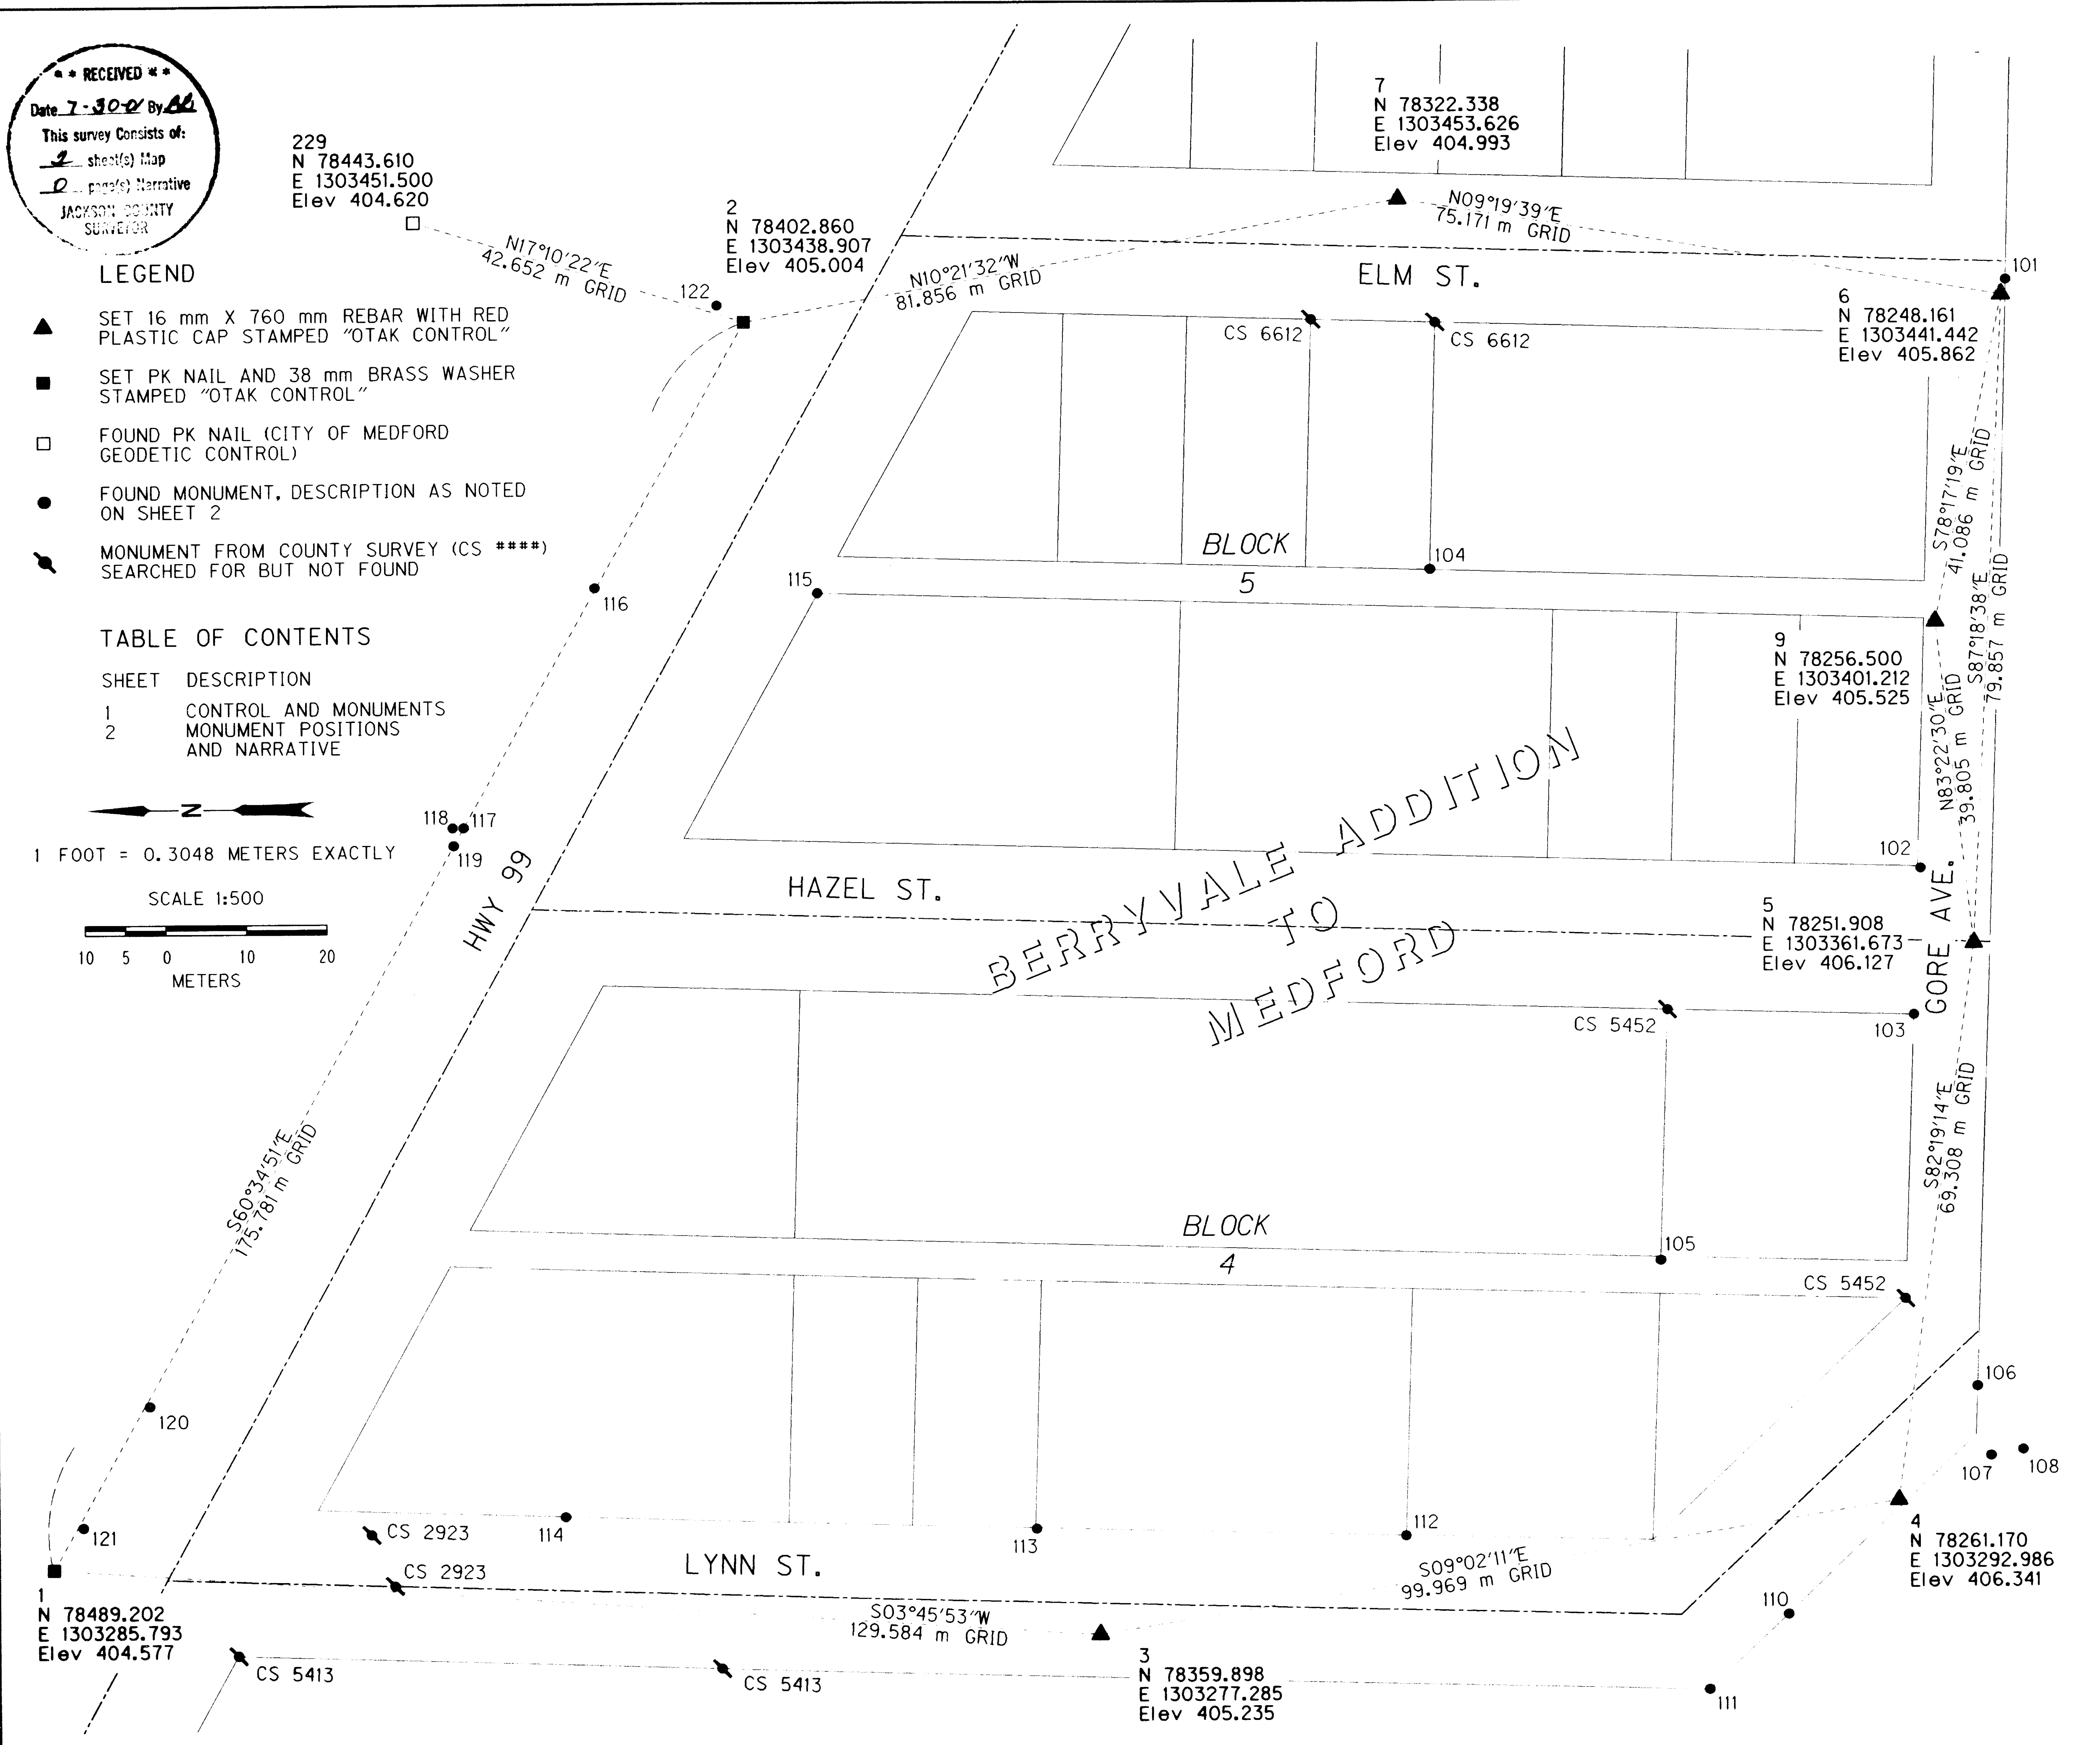 * * RECEIVED * *
Date 7-30-01 By
This survey Consists of:
2 sheet(s) Map
0 page(s) Narrative
JACKSON COUNTY
SURVEYOR
LEGEND
SET 16 mm X 760 mm REBAR WITH RED
PLASTIC CAP STAMPED "OTAK CONTROL"
SET PK NAIL AND 38 mm BRASS WASHER
STAMPED "OTAK CONTROL"
FOUND PK NAIL (CITY OF MEDFORD
GEODETIC CONTROL)
FOUND MONUMENT, DESCRIPTION AS NOTED
ON SHEET 2
MONUMENT FROM COUNTY SURVEY (CS ####)
SEARCHED FOR BUT NOT FOUND
TABLE OF CONTENTS
SHEET DESCRIPTION
1 CONTROL AND MONUMENTS
2 MONUMENT POSITIONS
AND NARRATIVE
N
1 FOOT = 0.3048 METERS EXACTLY
SCALE 1:500
10 5 0 10 20
METERS
229
N 78443.610
E 1303451.500
Elev 404.620
N17°10'22"E
42.652 m GRID
2
N 78402.860
E 1303438.907
Elev 405.004
122
N10°21'32"W
81.856 m GRID
7
N 78322.338
E 1303453.626
Elev 404.993
N09°19'39"E
75.171 m GRID
ELM ST.
101
6
N 78248.161
E 1303441.442
Elev 405.862
CS 6612
CS 6612
S78°17'19"E
41.086 m GRID
S87°18'38"E
79.857 m GRID
BLOCK
5
104
115
116
9
N 78256.500
E 1303401.212
Elev 405.525
N83°22'30"E
39.805 m GRID
118
117
119
HWY 99
HAZEL ST.
BERRYVALE ADDITION
TO
MEDFORD
102
GORE AVE.
5
N 78251.908
E 1303361.673
Elev 406.127
CS 5452
103
S82°19'14"E
69.308 m GRID
S60°34'51"E
175.781 m GRID
BLOCK
4
105
CS 5452
106
107
108
120
121
CS 2923
CS 2923
114
113
112
LYNN ST.
S09°02'11"E
99.969 m GRID
4
N 78261.170
E 1303292.986
Elev 406.341
110
111
1
N 78489.202
E 1303285.793
Elev 404.577
S03°45'53"W
129.584 m GRID
CS 5413
CS 5413
3
N 78359.898
E 1303277.285
Elev 405.235